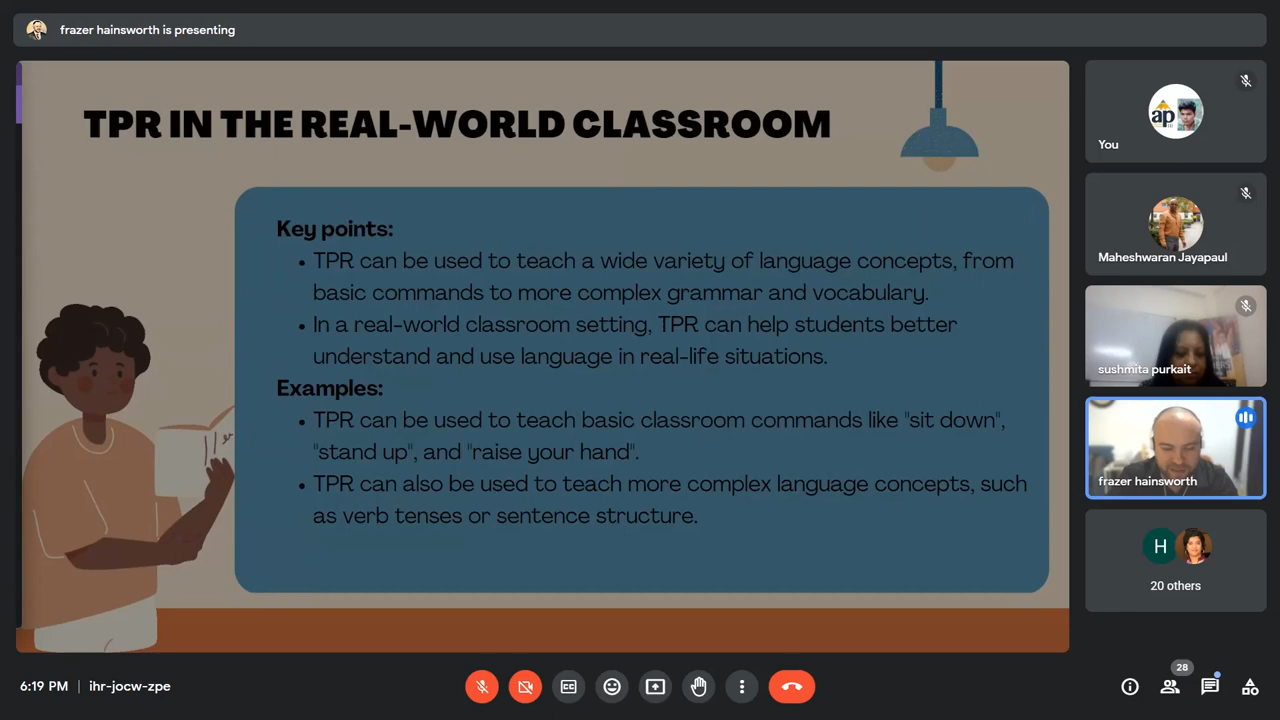 frazer hainsworth is presenting
TPR IN THE REAL-WORLD CLASSROOM
Key points:
• TPR can be used to teach a wide variety of language concepts, from
basic commands to more complex grammar and vocabulary.
• In a real-world classroom setting, TPR can help students better
understand and use language in real-life situations.
Examples:
• TPR can be used to teach basic classroom commands like "sit down",
"stand up", and "raise your hand".
• TPR can also be used to teach more complex language concepts, such
as verb tenses or sentence structure.
ap
You
Maheshwaran Jayapaul
sushmita purkait
frazer hainsworth
H
20 others
6:19 PM | ihr-jocw-zpe
CC
28